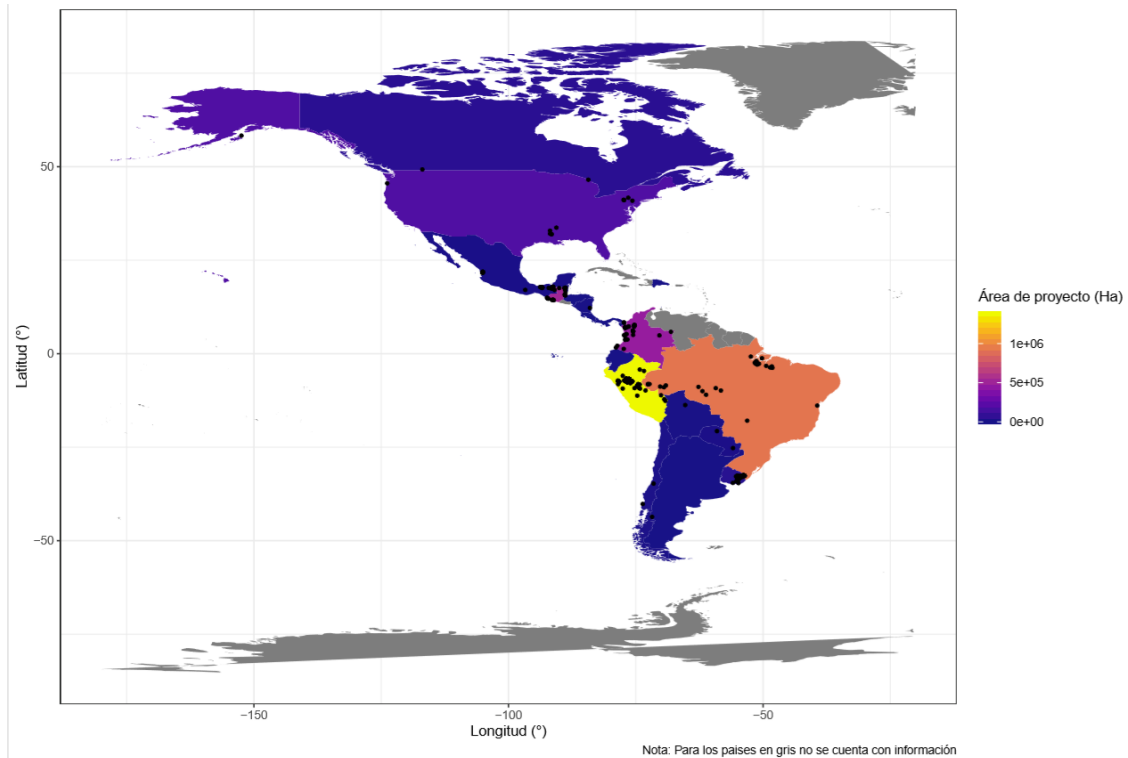 Latitud (°)
50
0
−50
−150
−100
−50
Longitud (°)
Área de proyecto (Ha)
1e+06
5e+05
0e+00
Nota: Para los paises en gris no se cuenta con información